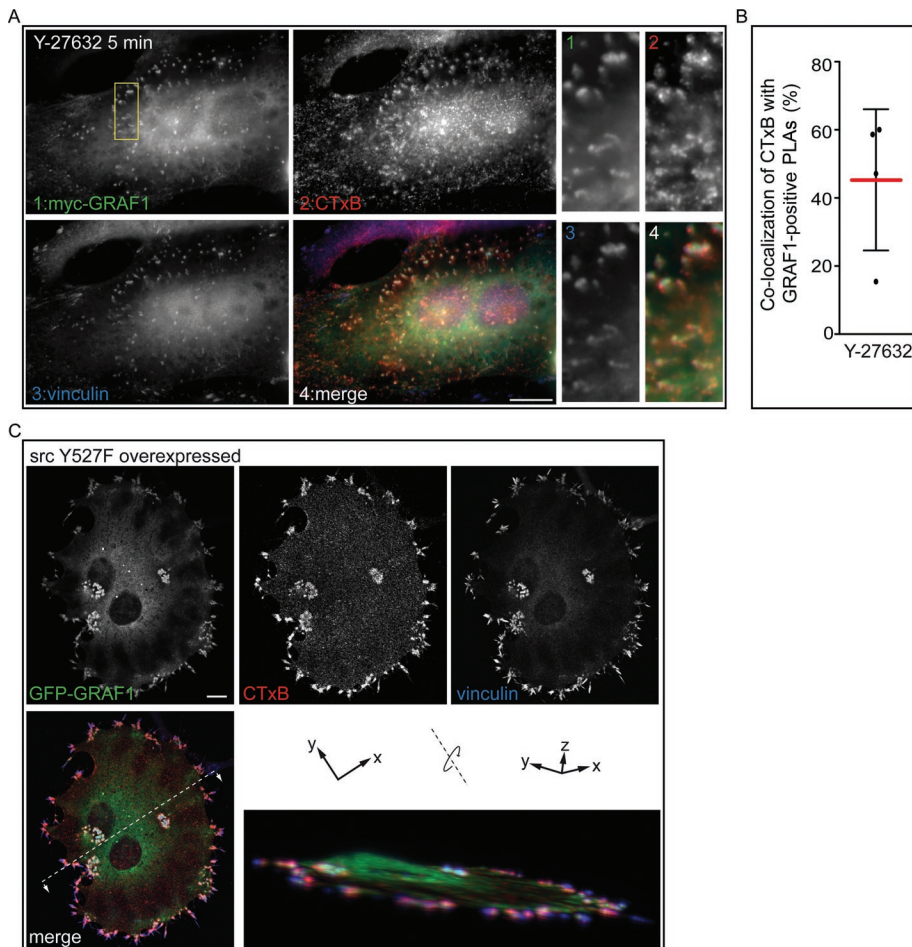 A
Y-27632 5 min
1:myc-GRAF1
2:CTxB
1
2
3:vinculin
4:merge
3
4
B
Co-localization of CTxB with
GRAF1-positive PLAs (%)
80
60
40
20
0
Y-27632
C
src Y527F overexpressed
GFP-GRAF1
CTxB
vinculin
y
x
z
y
x
merge